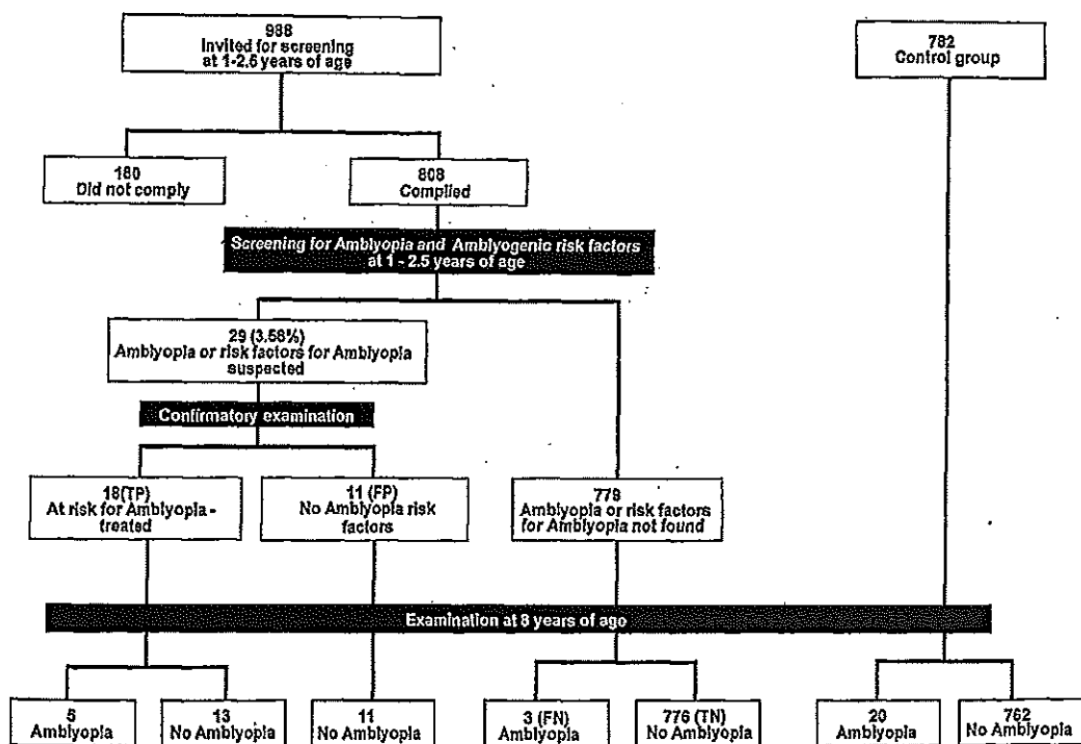 988
Invited for screening
at 1-2.5 years of age
782
Control group
180
Did not comply
808
Complied
Screening for Amblyopia and Amblyogenic risk factors
at 1 - 2.5 years of age
29 (3.58%)
Amblyopia or risk factors for Amblyopia
suspected
Confirmatory examination
18(TP)
At risk for Amblyopia -
treated
11 (FP)
No Amblyopia risk
factors
778
Amblyopia or risk factors
for Amblyopia not found
Examination at 8 years of age
5
Amblyopia
13
No Amblyopia
11
No Amblyopia
3 (FN)
Amblyopia
776 (TN)
No Amblyopia
20
Amblyopia
762
No Amblyopia